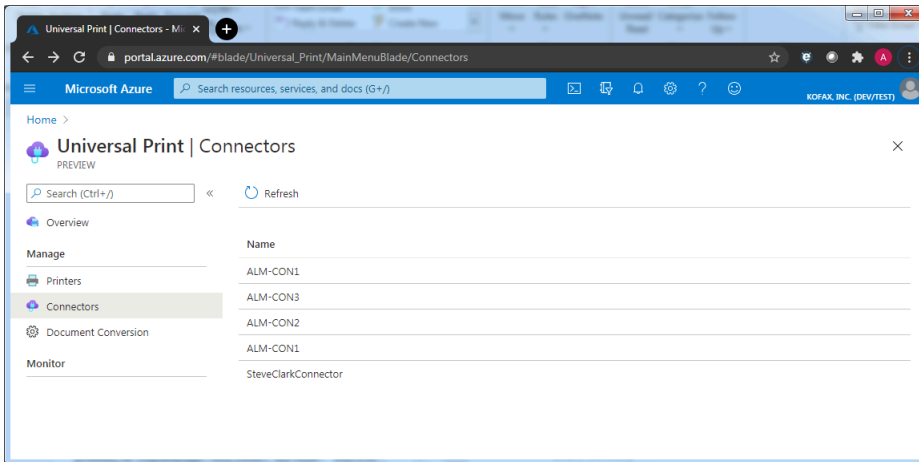 Universal Print | Connectors - Mi
portal.azure.com/#blade/Universal_Print/MainMenuBlade/Connectors
A
Microsoft Azure
Search resources, services, and docs (G+/)
KOFAX, INC. (DEV/TEST)
Home >
Universal Print | Connectors
PREVIEW
Search (Ctrl+/)
«
Refresh
Overview
Manage
Printers
Connectors
Document Conversion
Monitor
Name
ALM-CON1
ALM-CON3
ALM-CON2
ALM-CON1
SteveClarkConnector